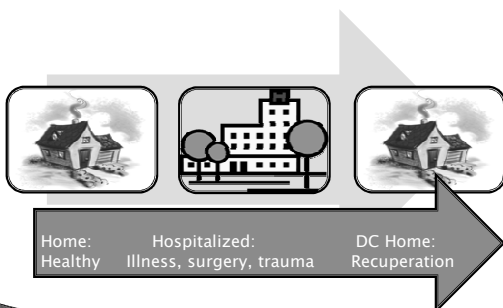 Home: Hospitalized: DC Home:
Healthy Illness, surgery, trauma Recuperation